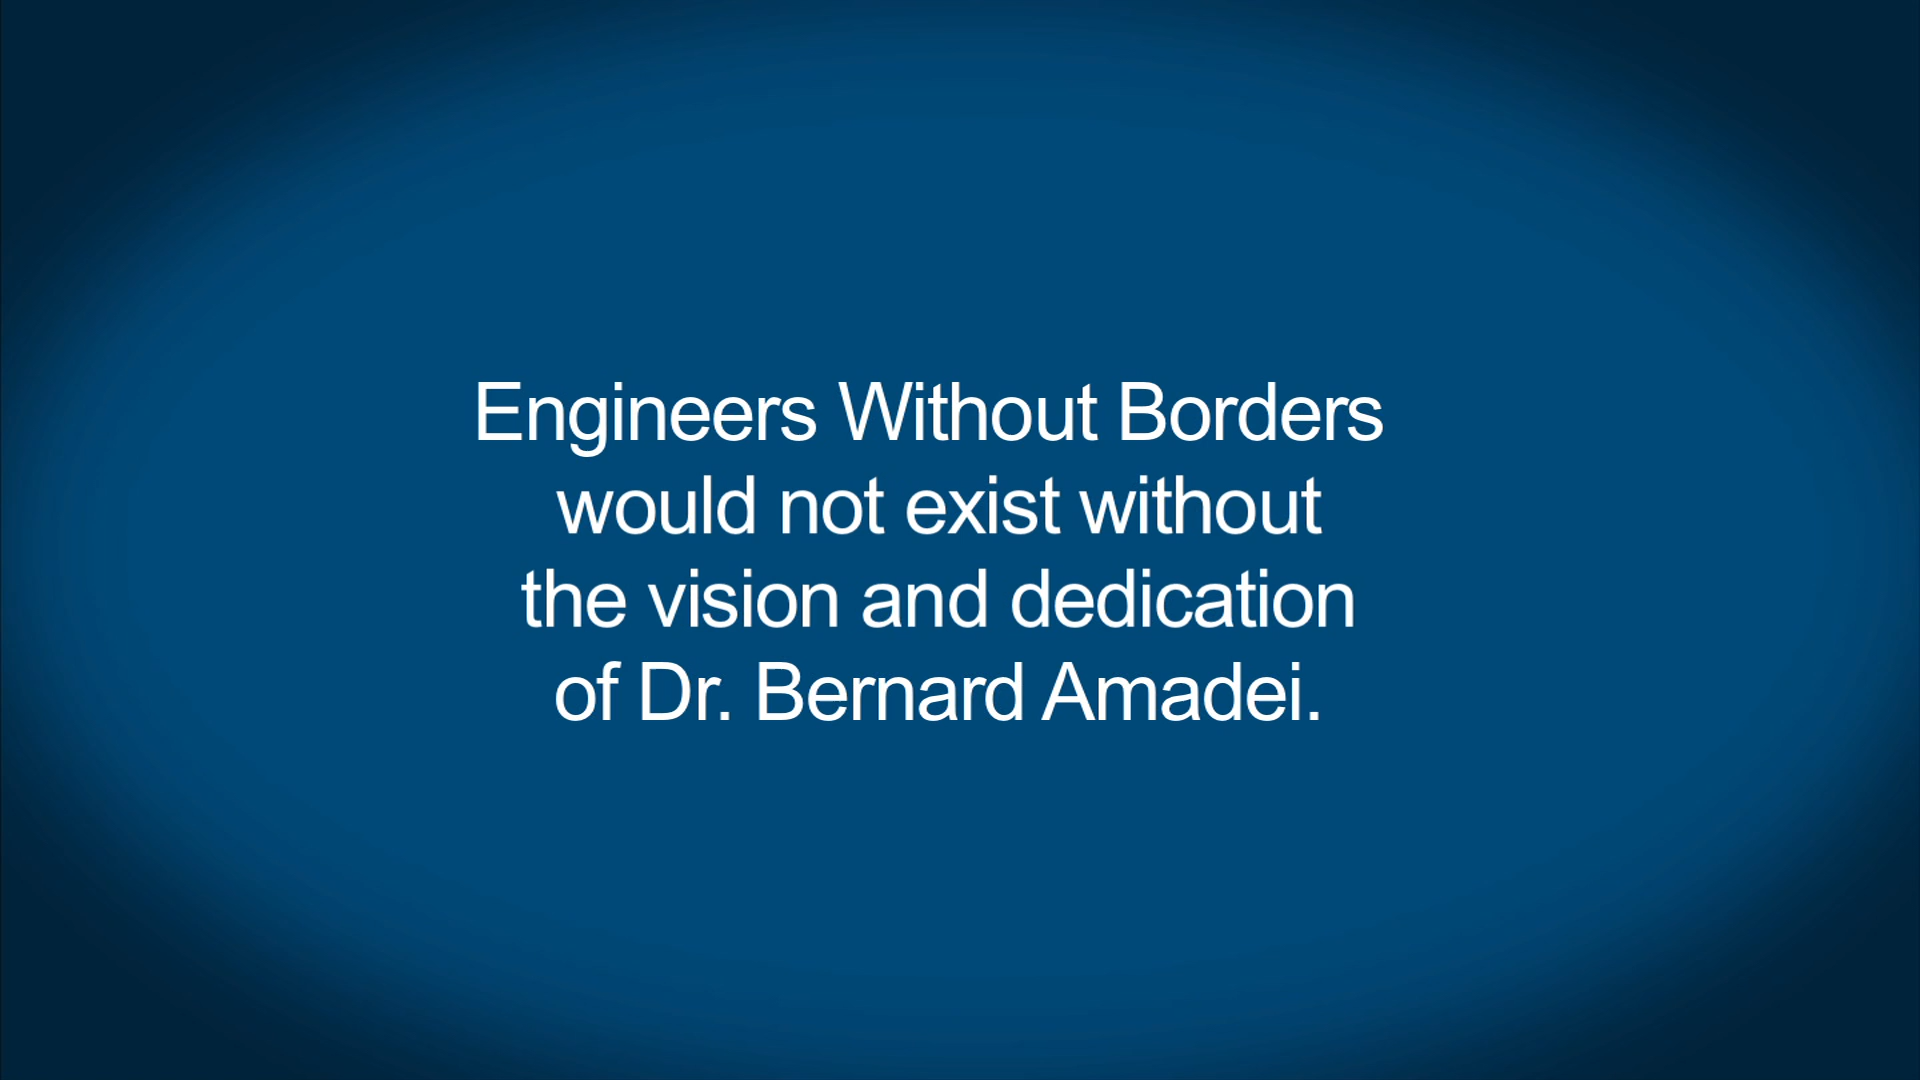 Engineers Without Borders
would not exist without
the vision and dedication
of Dr. Bernard Amadei.